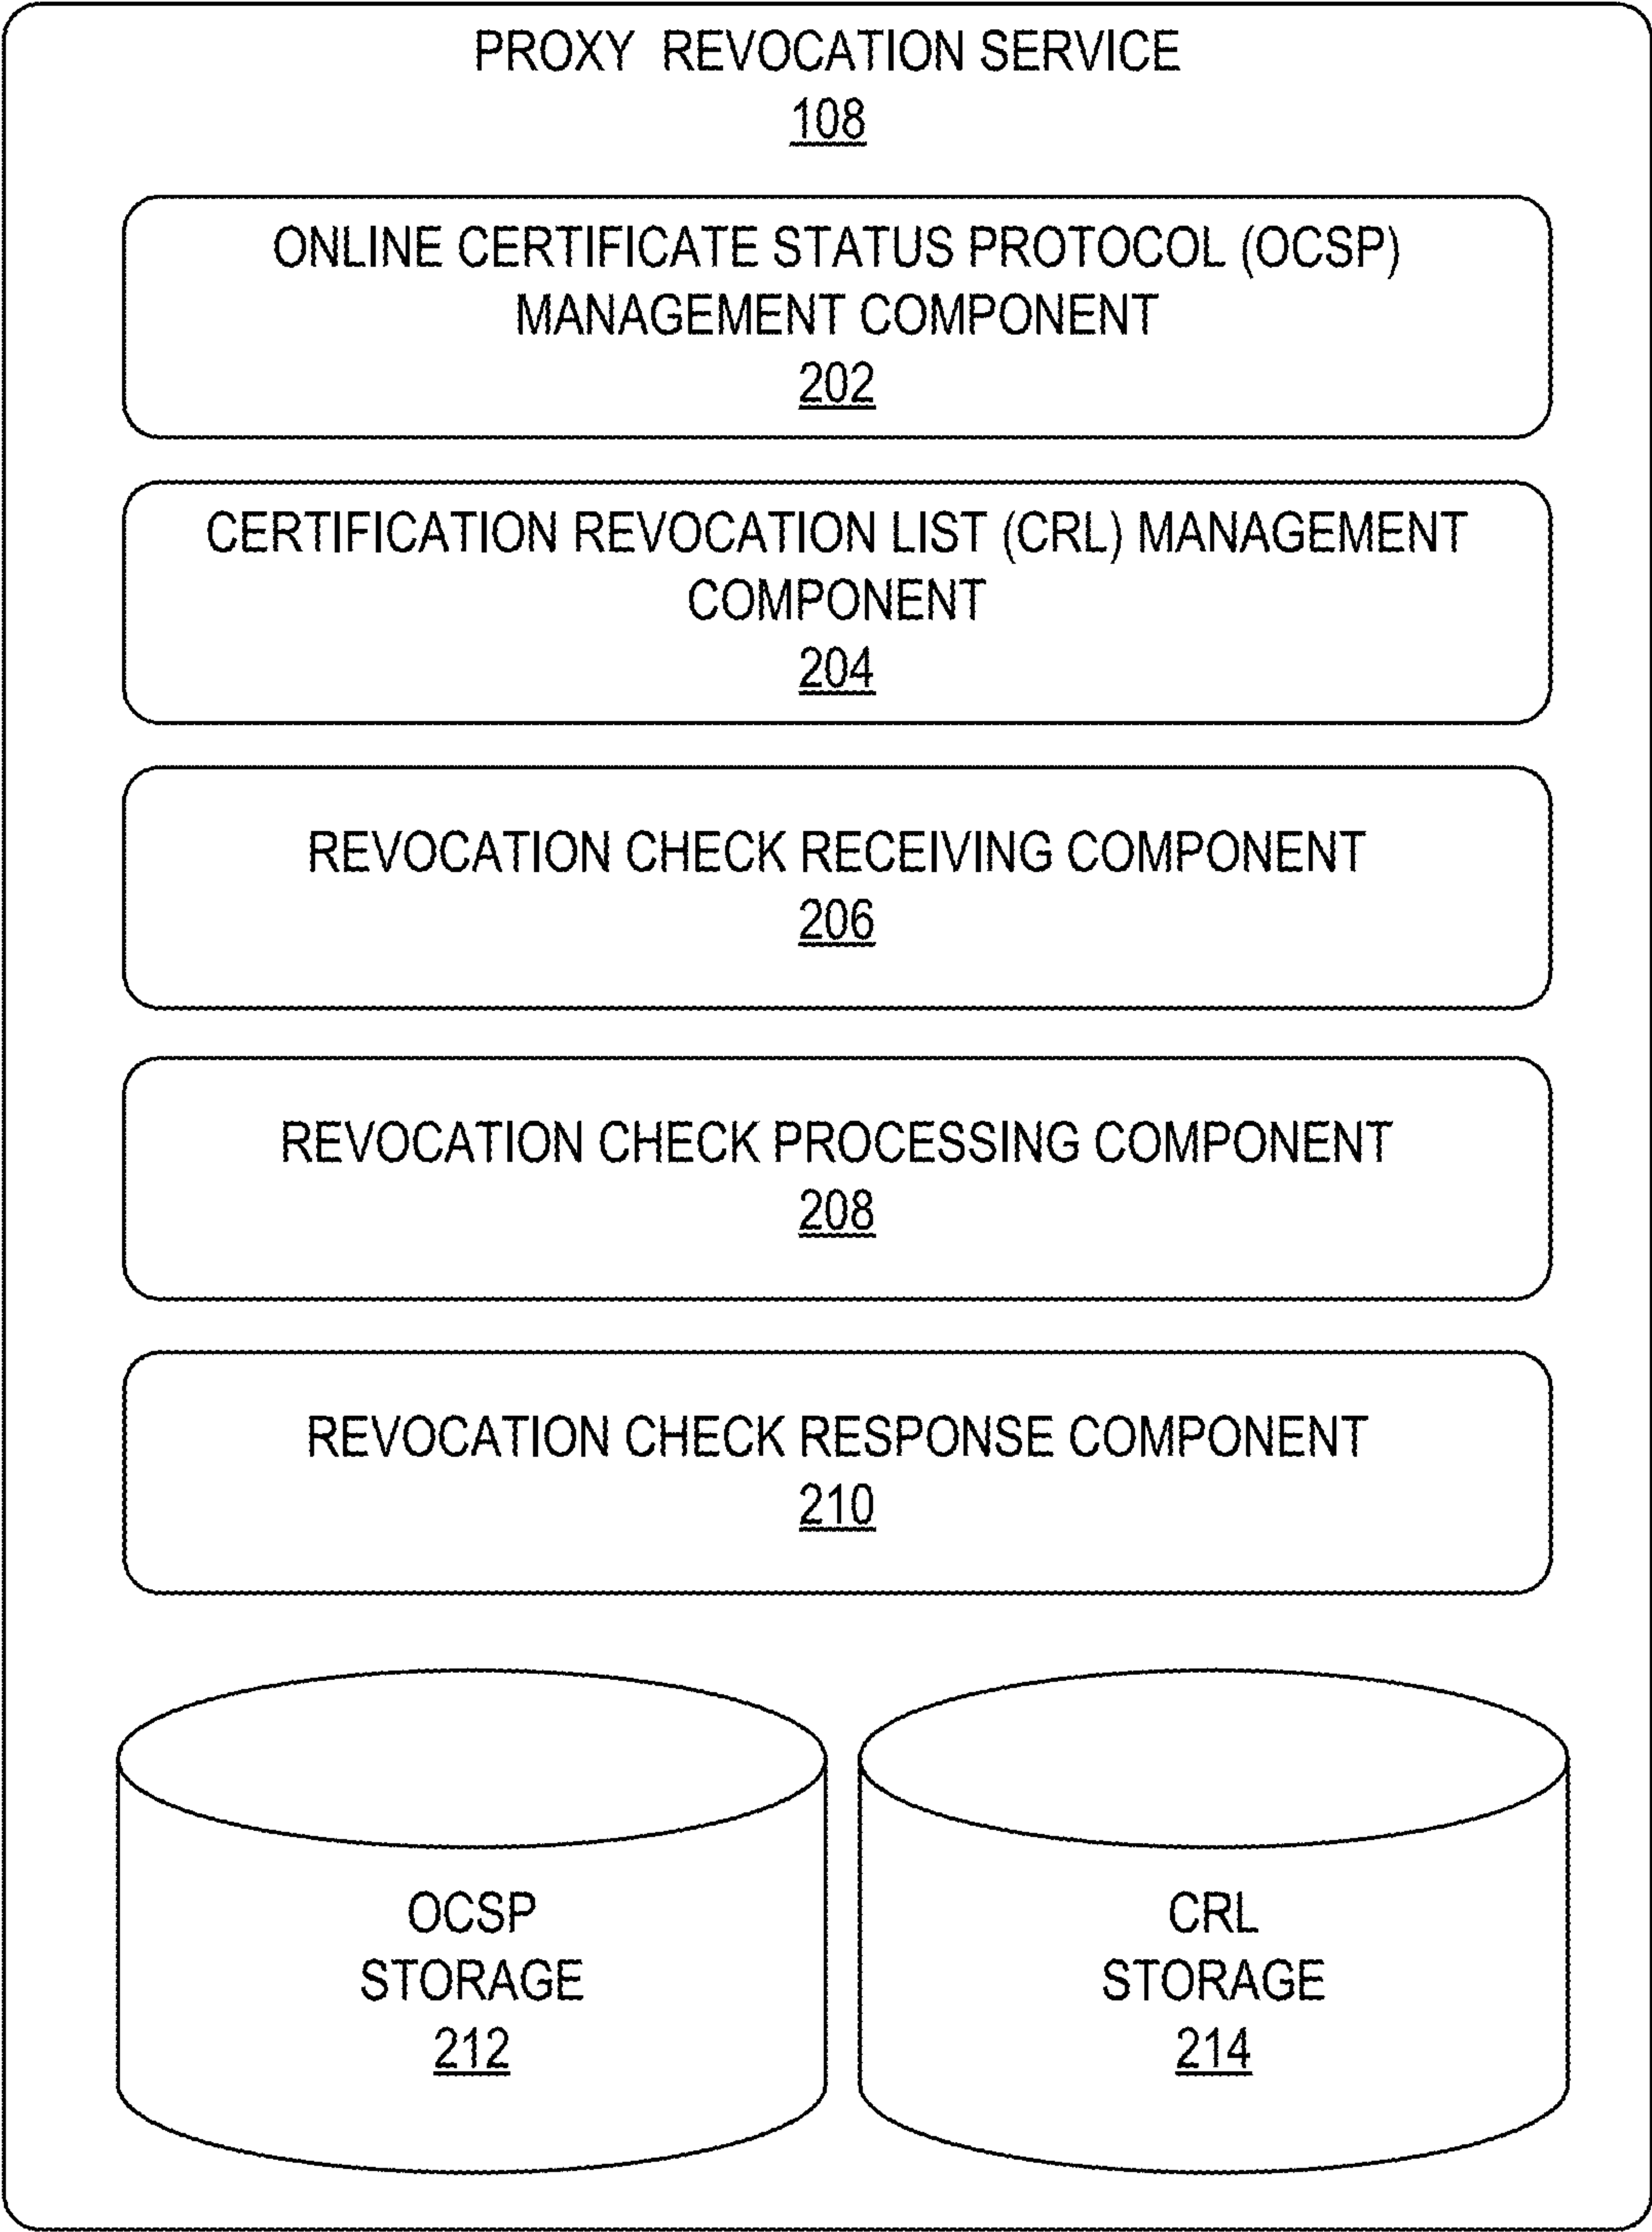 PROXY REVOCATION SERVICE
108
ONLINE CERTIFICATE STATUS PROTOCOL (OCSP)
MANAGEMENT COMPONENT
202
CERTIFICATION REVOCATION LIST (CRL) MANAGEMENT
COMPONENT
204
REVOCATION CHECK RECEIVING COMPONENT
206
REVOCATION CHECK PROCESSING COMPONENT
208
REVOCATION CHECK RESPONSE COMPONENT
210
OCSP
STORAGE
212
CRL
STORAGE
214